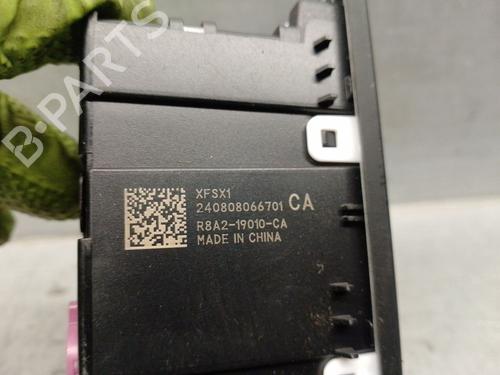 B-PARTS
XFSX1
240808066701 CA
R8A2-19010-CA
MADE IN CHINA